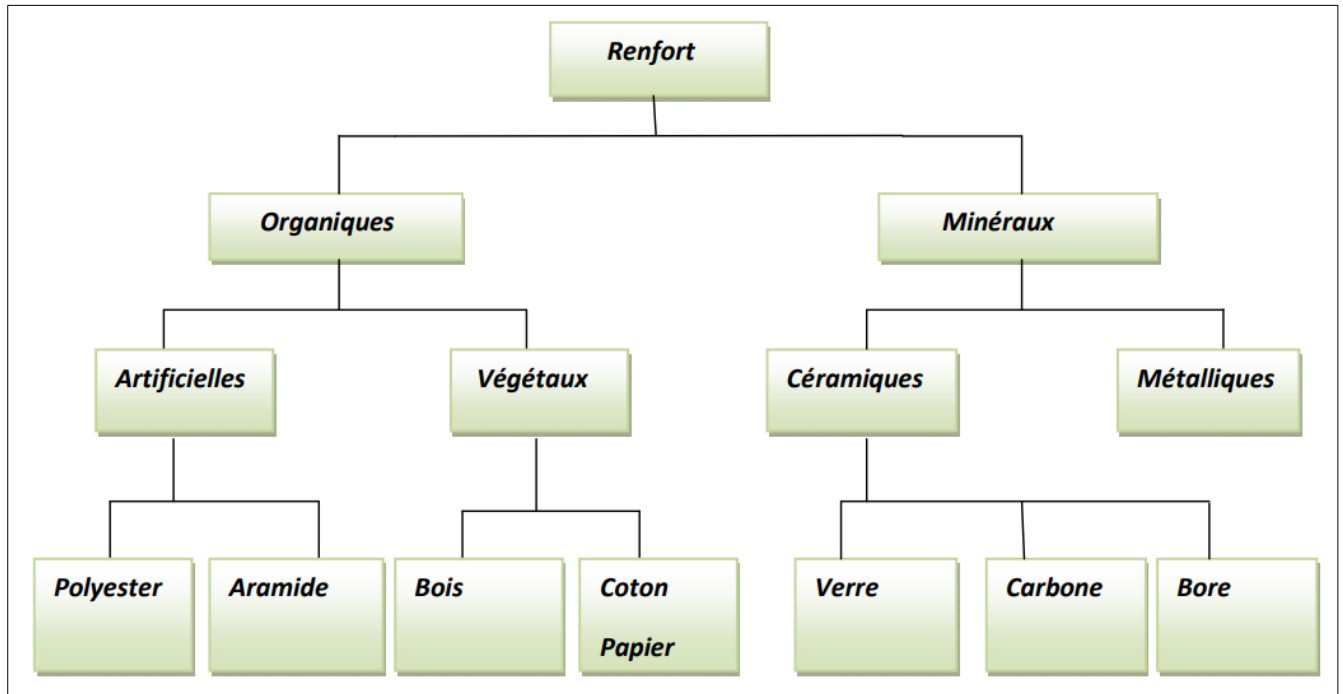 Renfort
Organiques
Minéraux
Artificielles
Végétaux
Céramiques
Métalliques
Polyester
Aramide
Bois
Coton
Papier
Verre
Carbone
Bore